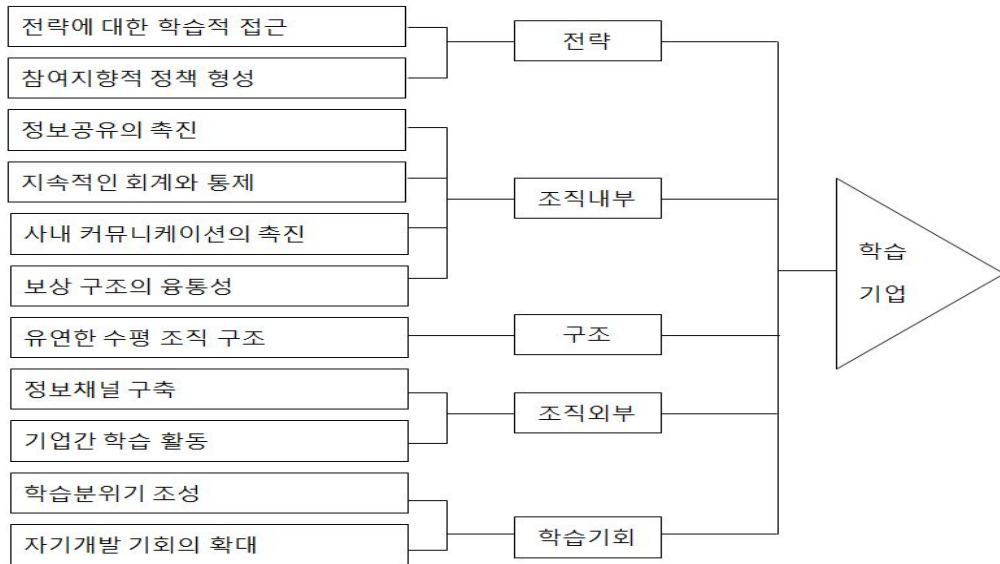 전략에 대한 학습적 접근
참여지향적 정책 형성
정보공유의 촉진
지속적인 회계와 통제
사내 커뮤니케이션의 촉진
보상 구조의 융통성
유연한 수평 조직 구조
정보채널 구축
기업간 학습 활동
학습분위기 조성
자기개발 기회의 확대
전략
조직내부
구조
조직외부
학습기회
학습
기업